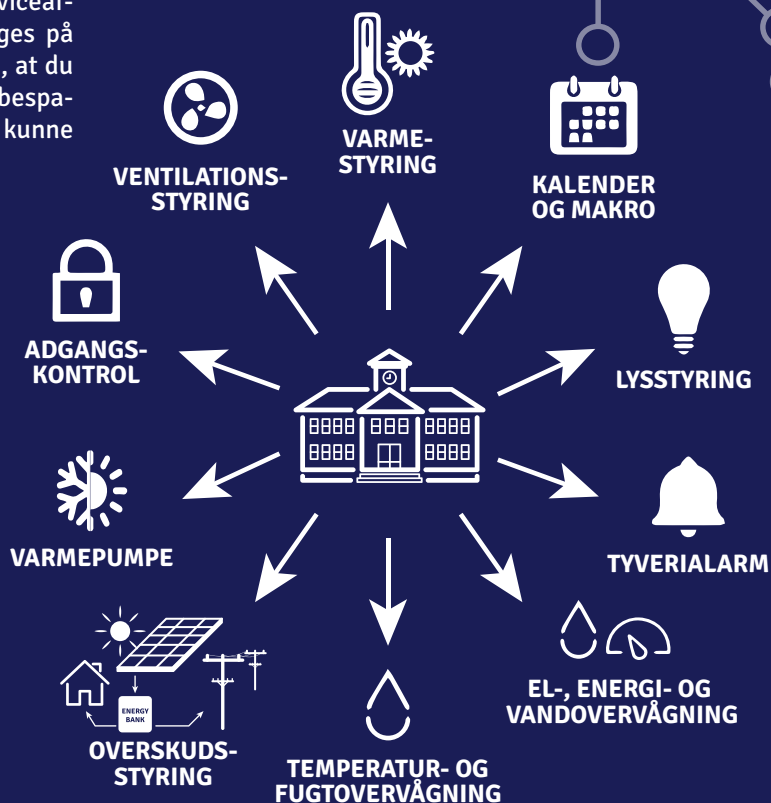 ges på
, at du
bespa-
kunne
VARME-
STYRING
VENTILATIONS-
STYRING
KALENDER
OG MAKRO
ADGANGS-
KONTROL
LYSSTYRING
VARMEPUMPE
TYVERIALARM
ENERGY
BANK
OVERSKUDS-
STYRING
EL-, ENERGI- OG
VANDOVERVÅGNING
TEMPERATUR- OG
FUGTOVERVÅGNING